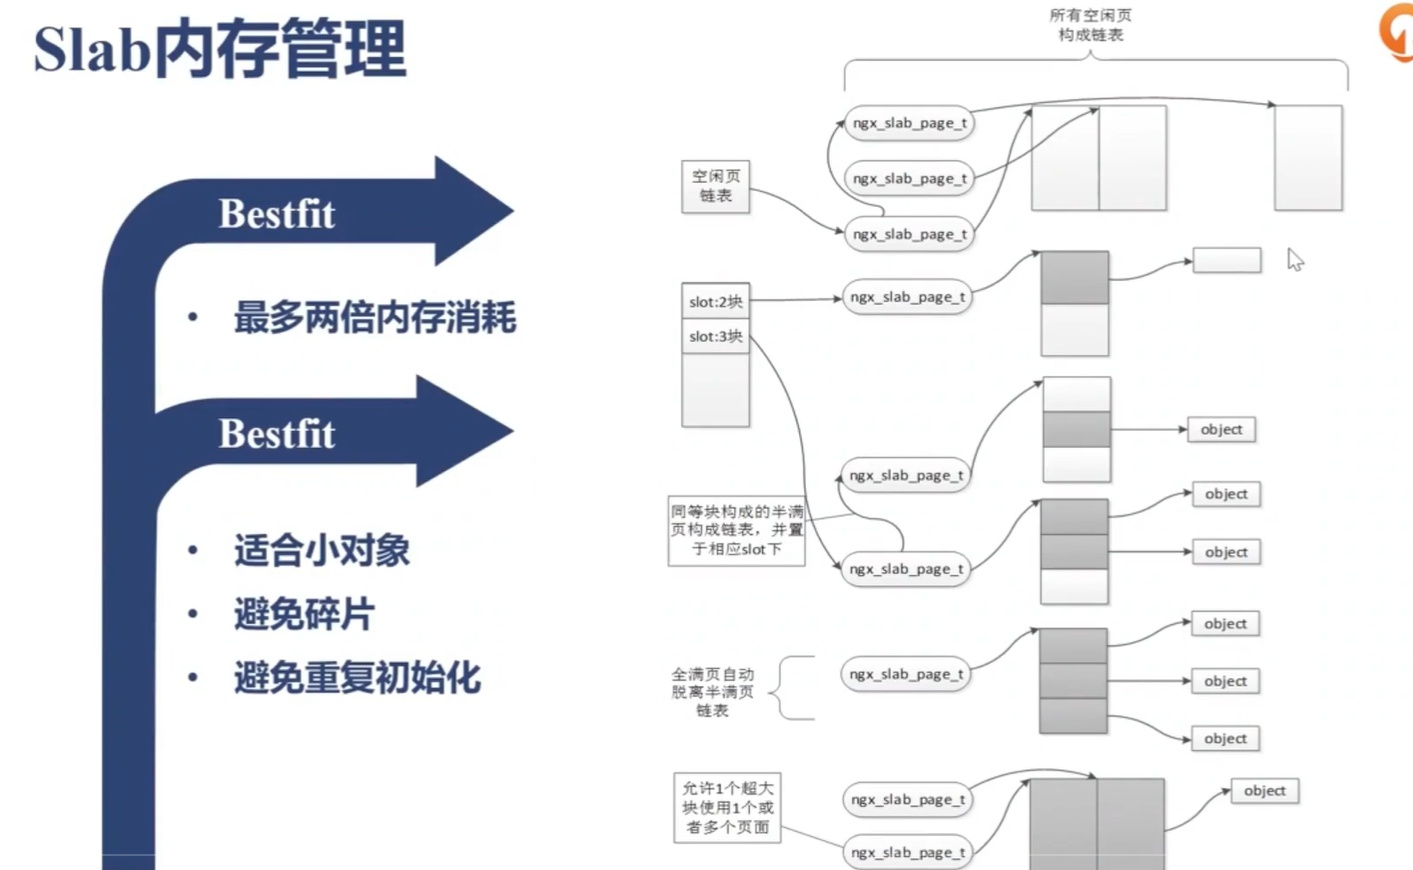 Slab内存管理
Bestfit
• 最多两倍内存消耗
Bestfit
• 适合小对象
• 避免碎片
• 避免重复初始化
所有空闲页
构成链表
ngx_slab_page_t
空闲页
链表
ngx_slab_page_t
ngx_slab_page_t
slot:2块
ngx_slab_page_t
slot:3块
object
ngx_slab_page_t
object
同等块构成的半满
页构成链表，并置
于相应slot下
object
ngx_slab_page_t
object
全满页自动
脱离半满页
链表
ngx_slab_page_t
object
object
允许1个超大
块使用1个或
者多个页面
ngx_slab_page_t
object
ngx_slab_page_t